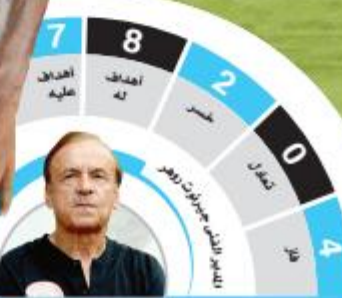 7
أهداف
عليه
8
أهداف
له
2
خسر
0
تعادل
4
فاز
المدير الفني جيرنوت روهر